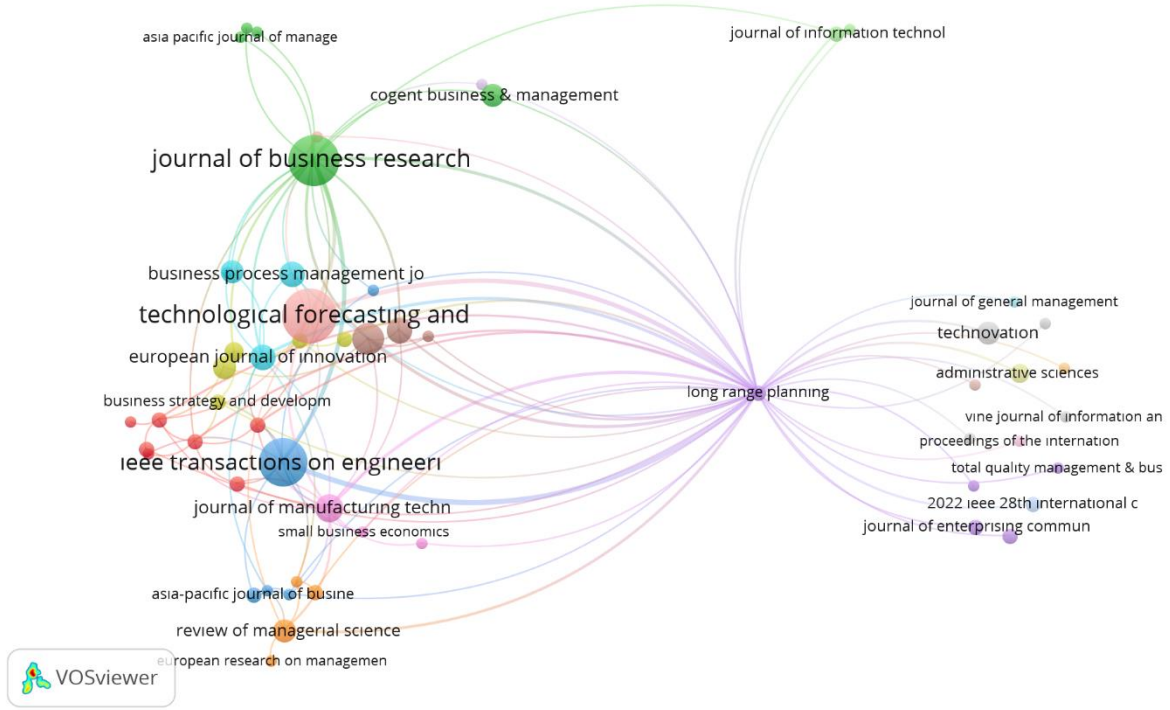 asia pacific journal of manage
journal of information technol
cogent business & management
journal of business research
business process management jo
journal of general management
technological forecasting and
technovation
european journal of innovation
administrative sciences
long range planning
business strategy and developm
vine journal of information an
proceedings of the internation
ieee transactions on engineeri
total quality management & bus
journal of manufacturing techn
2022 ieee 28th international c
journal of enterprising commun
small business economics
asia-pacific journal of busine
review of managerial science
european research on managemen
VOSviewer